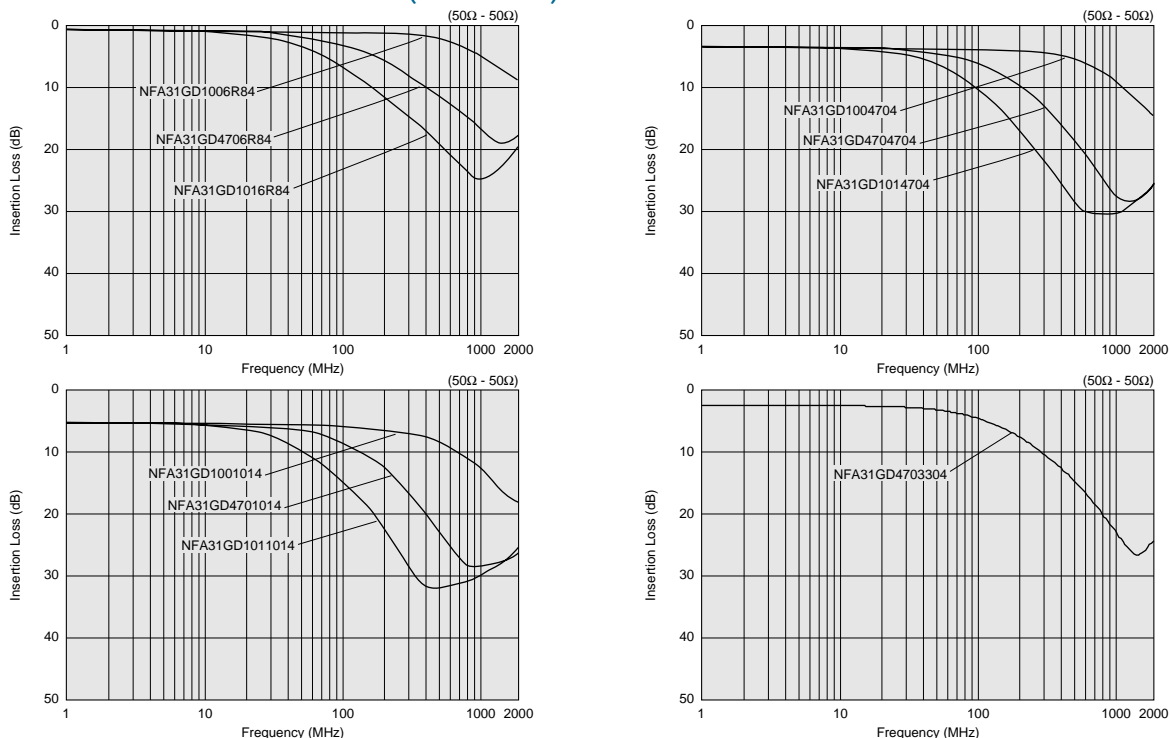 (50Ω - 50Ω)
0
10
20
30
40
50
Insertion Loss (dB)
NFA31GD1006R84
NFA31GD4706R84
NFA31GD1016R84
1 10 100 1000 2000
Frequency (MHz)
(50Ω - 50Ω)
0
10
20
30
40
50
Insertion Loss (dB)
NFA31GD1004704
NFA31GD4704704
NFA31GD1014704
1 10 100 1000 2000
Frequency (MHz)
(50Ω - 50Ω)
0
10
20
30
40
50
Insertion Loss (dB)
NFA31GD1001014
NFA31GD4701014
NFA31GD1011014
1 10 100 1000 2000
Frequency (MHz)
(50Ω - 50Ω)
0
10
20
30
40
50
Insertion Loss (dB)
NFA31GD4703304
1 10 100 1000 2000
Frequency (MHz)